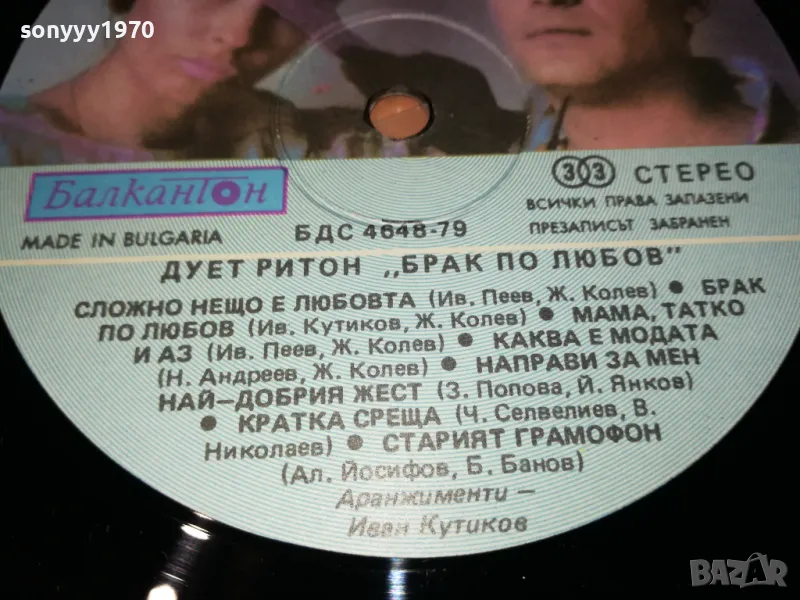 sonyyy1970
Балкантон
33 СТЕРЕО
ВСИЧКИ ПРАВА ЗАПАЗЕНИ
MADE IN BULGARIA
БДС 4648-79
ПРЕЗАПИСЪТ ЗАБРАНЕН
ДУЕТ РИТОН „БРАК ПО ЛЮБОВ”
СЛОЖНО НЕЩО Е ЛЮБОВТА (Ив. Пеев, Ж. Колев) ● БРАК
ПО ЛЮБОВ (Ив. Кутиков, Ж. Колев) ● МАМА, ТАТКО
И АЗ (Ив. Пеев, Ж. Колев) ● КАКВА Е МОДАТА
(Н. Андреев, Ж. Колев) ● НАПРАВИ ЗА МЕН
НАЙ–ДОБРИЯ ЖЕСТ (З. Попова, Й. Янков)
● КРАТКА СРЕЩА (Ч. Селвелиев, В.
Николаев) ● СТАРИЯТ ГРАМОФОН
(Ал. Йосифов, Б. Банов)
Аранжименти –
Иван Кутиков
BAZAR